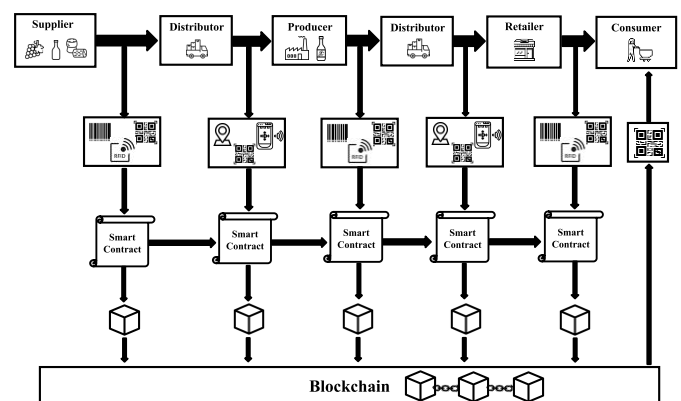 Supplier
Distributor
Producer
Distributor
Retailer
Consumer
RFID
RFID
RFID
Smart
Contract
Smart
Contract
Smart
Contract
Smart
Contract
Smart
Contract
Blockchain